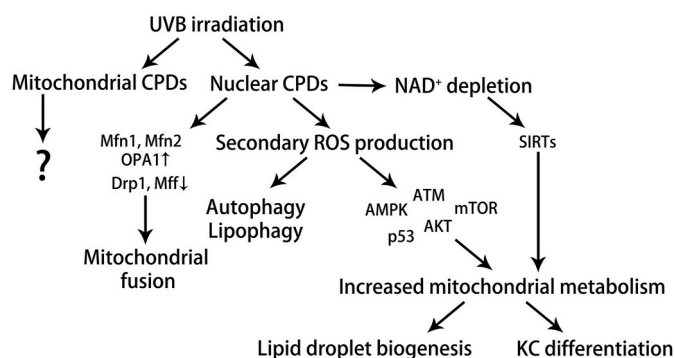 UVB irradiation
Mitochondrial CPDs
Nuclear CPDs
NAD⁺ depletion
?
Mfn1, Mfn2
OPA1↑
Drp1, Mff↓
Secondary ROS production
SIRTs
Mitochondrial
fusion
Autophagy
Lipophagy
ATM
AMPK
mTOR
AKT
p53
Increased mitochondrial metabolism
Lipid droplet biogenesis
KC differentiation